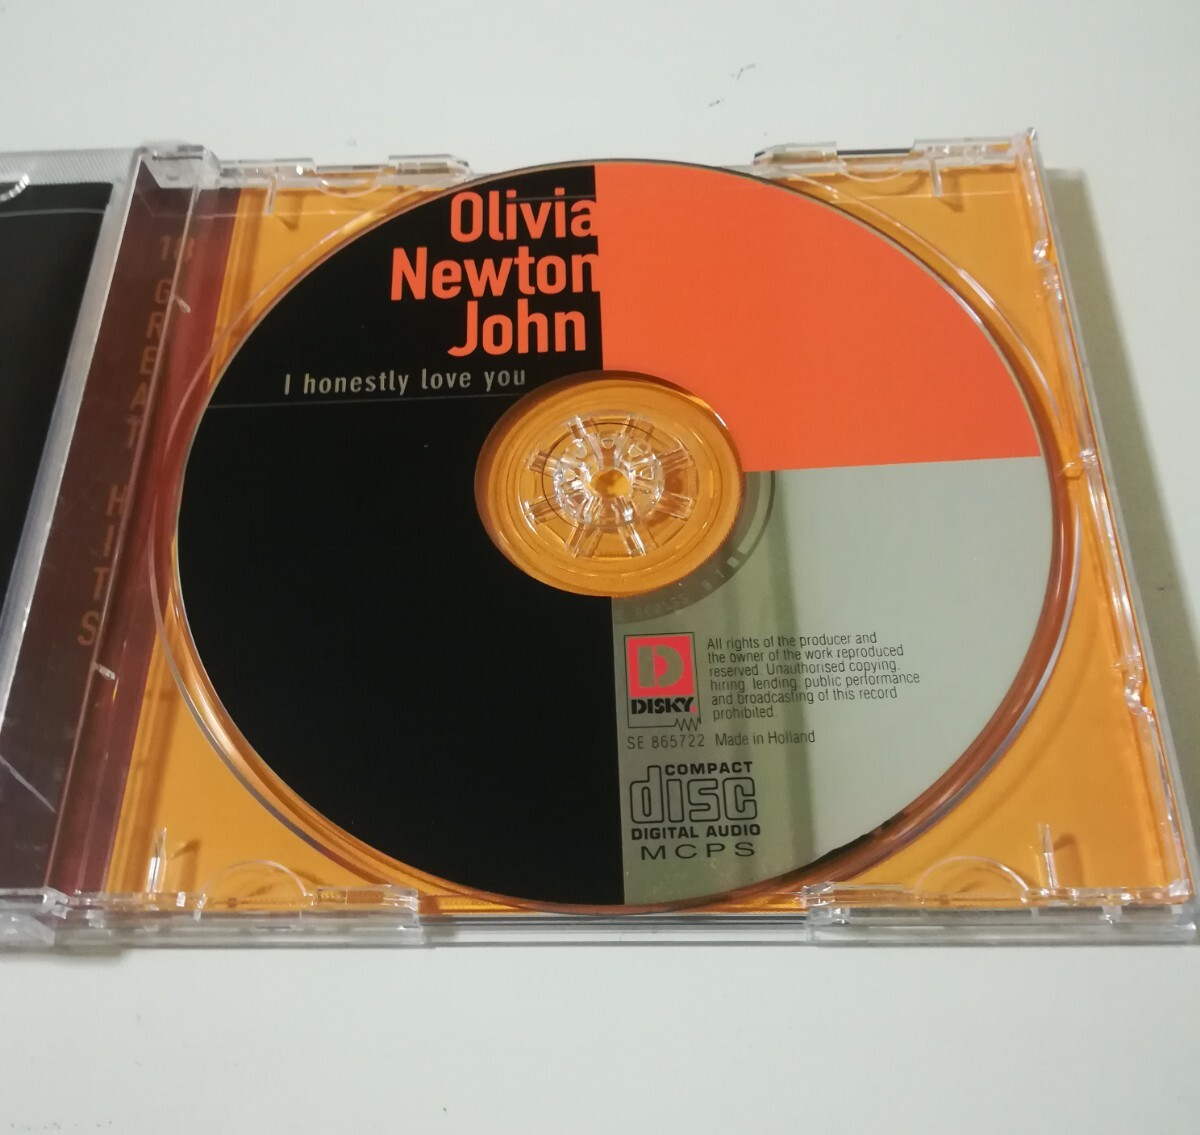 Olivia
Newton
John
I honestly love you
GREAT HITS
D
DISKY.
All rights of the producer and
the owner of the work reproduced
reserved. Unauthorised copying,
hiring, lending, public performance
and broadcasting of this record
prohibited.
SE 865722 Made in Holland
COMPACT
disc
DIGITAL AUDIO
MCPS